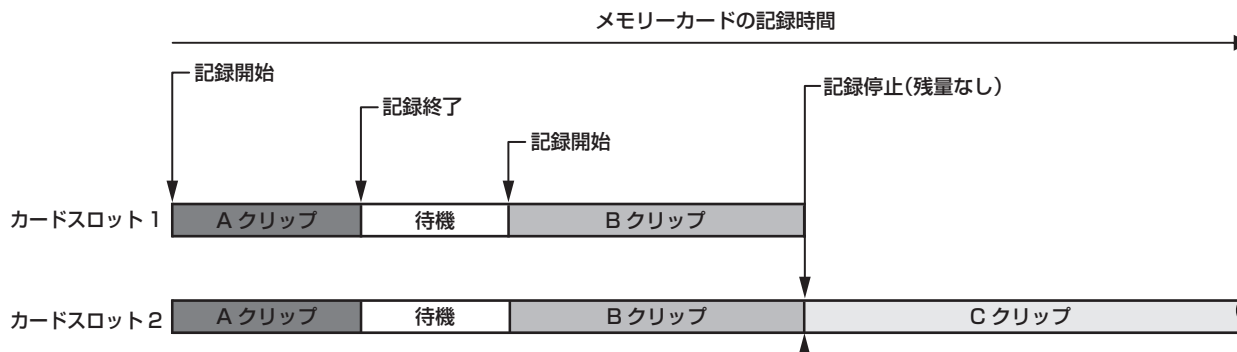 メモリーカードの記録時間
記録開始
記録停止(残量なし)
記録終了
記録開始
カードスロット1 A クリップ 待機 B クリップ
カードスロット2 A クリップ 待機 B クリップ C クリップ